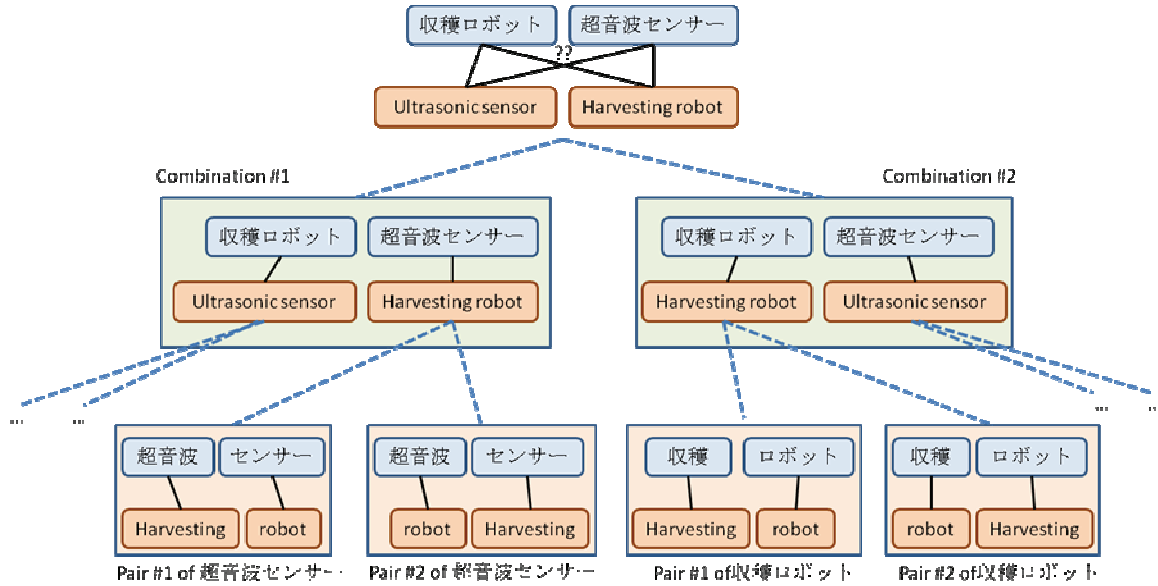 収穫ロボット 超音波センサー
??
Ultrasonic sensor Harvesting robot
Combination #1 Combination #2
収穫ロボット 超音波センサー 収穫ロボット 超音波センサー
Ultrasonic sensor Harvesting robot Harvesting robot Ultrasonic sensor
... ... ... ..
超音波 センサー 超音波 センサー 収穫 ロボット 収穫 ロボット
Harvesting robot robot Harvesting Harvesting robot robot Harvesting
Pair #1 of 超音波センサー Pair #2 of 超音波センサー Pair #1 of収穫ロボット Pair #2 of収穫ロボット